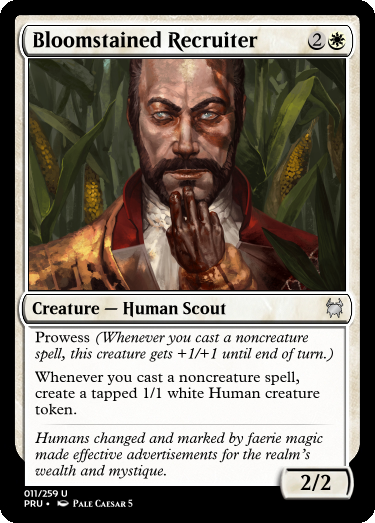 Bloomstained Recruiter 2
Creature — Human Scout
Prowess (Whenever you cast a noncreature
spell, this creature gets +1/+1 until end of turn.)
Whenever you cast a noncreature spell,
create a tapped 1/1 white Human creature
token.
Humans changed and marked by faerie magic
made effective advertisements for the realm's
wealth and mystique.
2/2
011/259 U
PRU • Pale Caesar 5